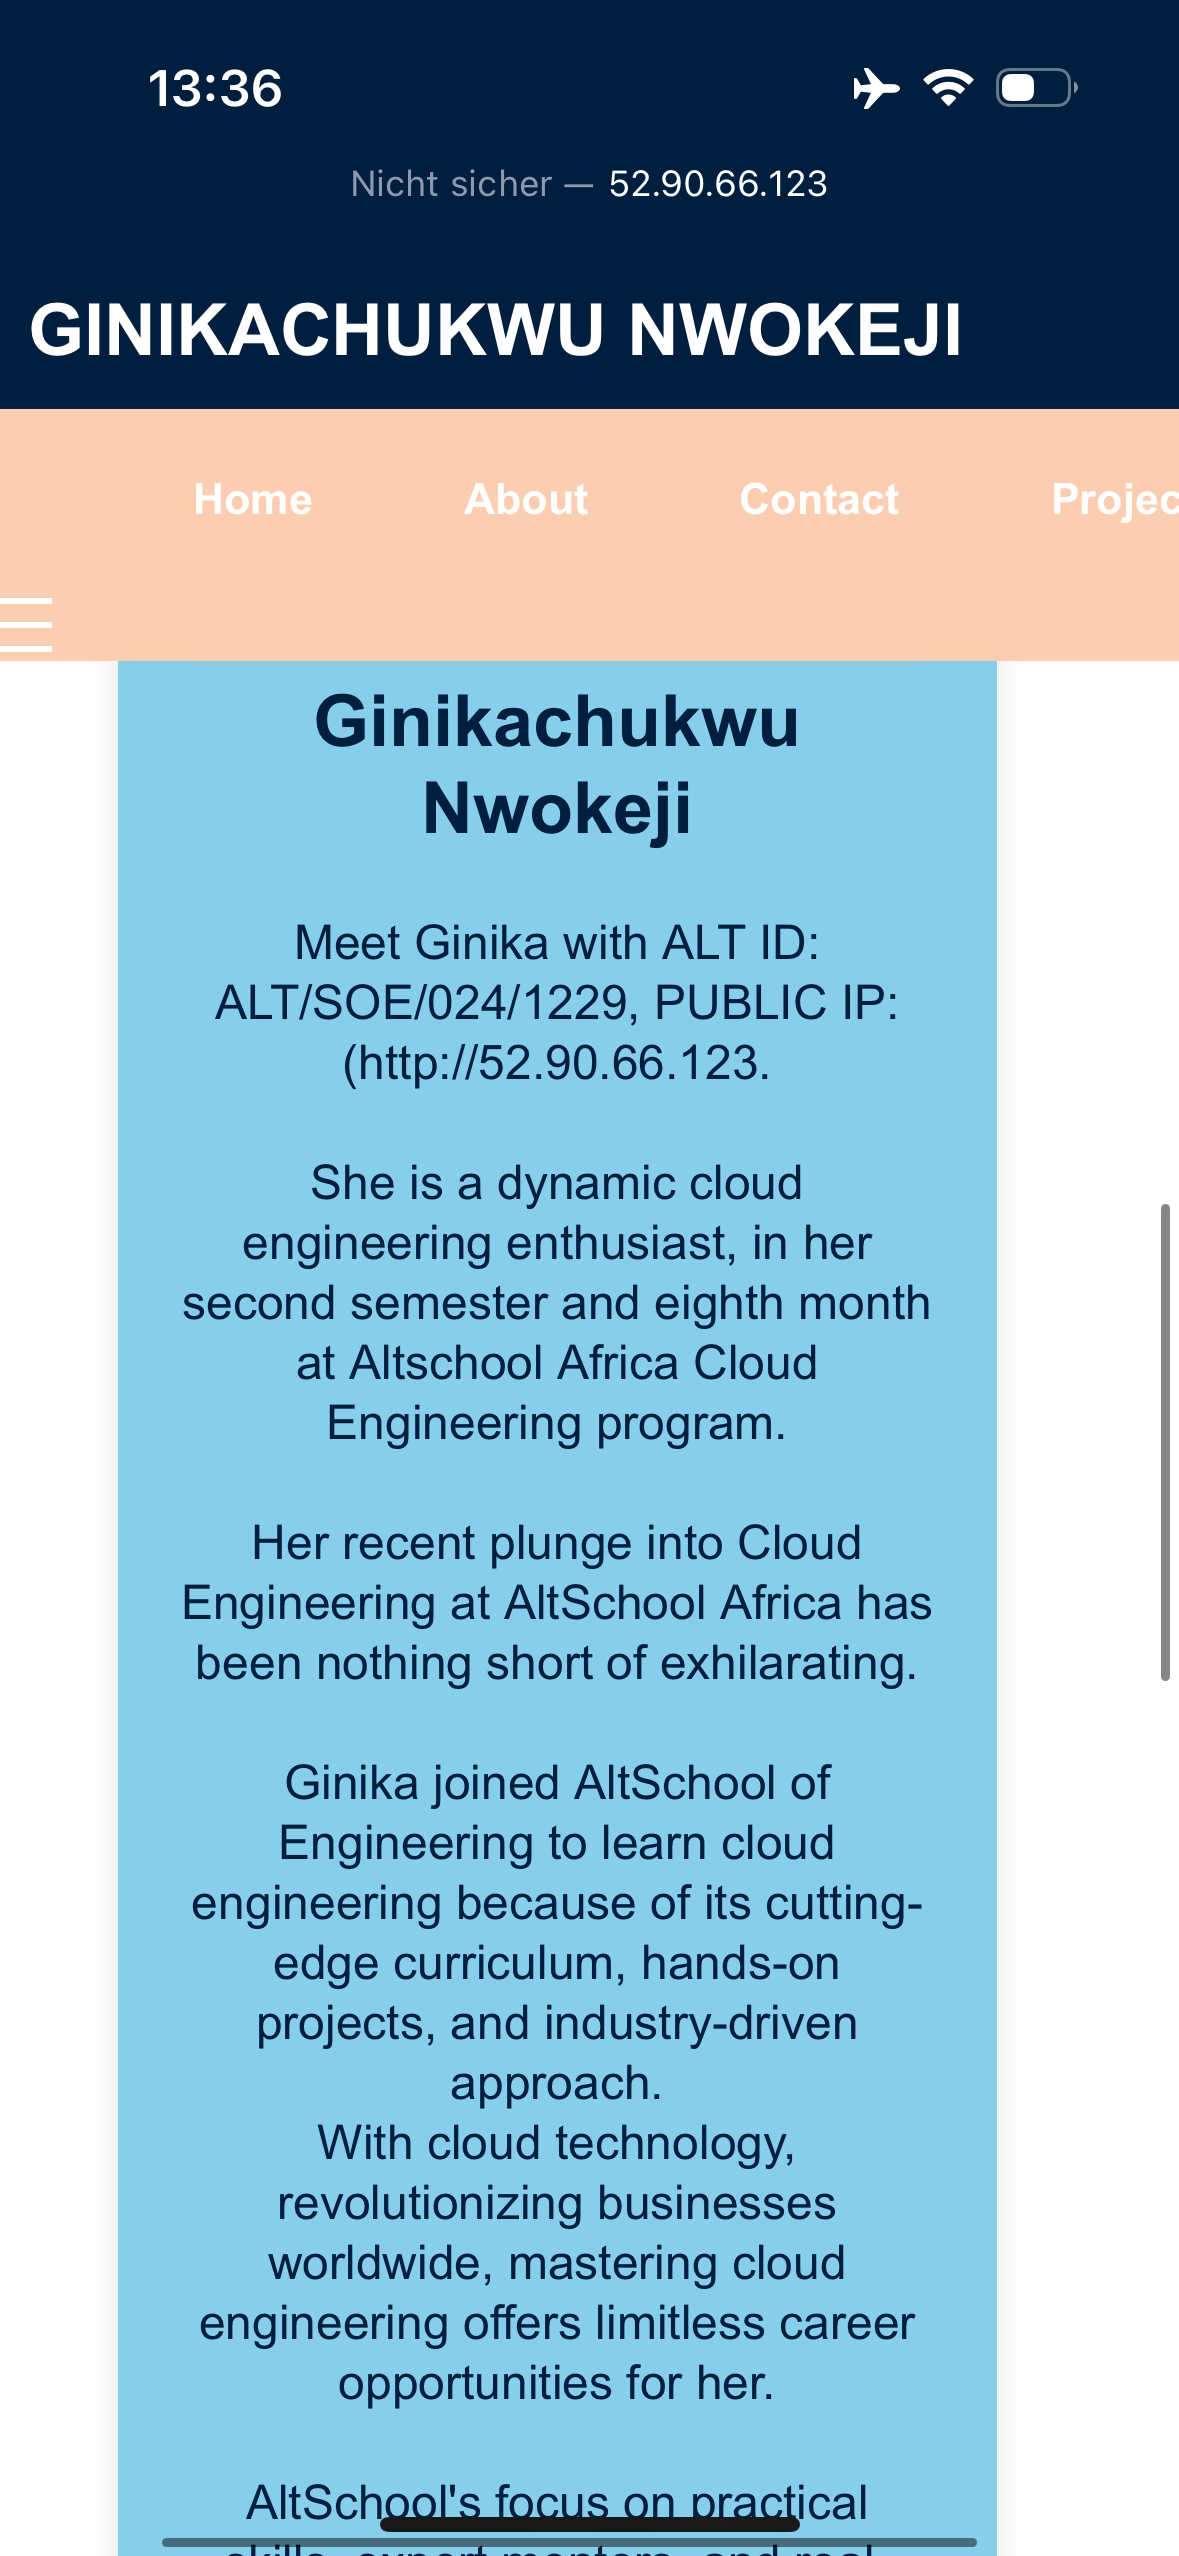 13:36
Nicht sicher — 52.90.66.123
GINIKACHUKWU NWOKEJI
Home About Contact Projec
Ginikachukwu
Nwokeji
Meet Ginika with ALT ID:
ALT/SOE/024/1229, PUBLIC IP:
(http://52.90.66.123.
She is a dynamic cloud
engineering enthusiast, in her
second semester and eighth month
at Altschool Africa Cloud
Engineering program.
Her recent plunge into Cloud
Engineering at AltSchool Africa has
been nothing short of exhilarating.
Ginika joined AltSchool of
Engineering to learn cloud
engineering because of its cutting-
edge curriculum, hands-on
projects, and industry-driven
approach.
With cloud technology,
revolutionizing businesses
worldwide, mastering cloud
engineering offers limitless career
opportunities for her.
AltSchool's focus on practical
skills, expert mentors, and real-